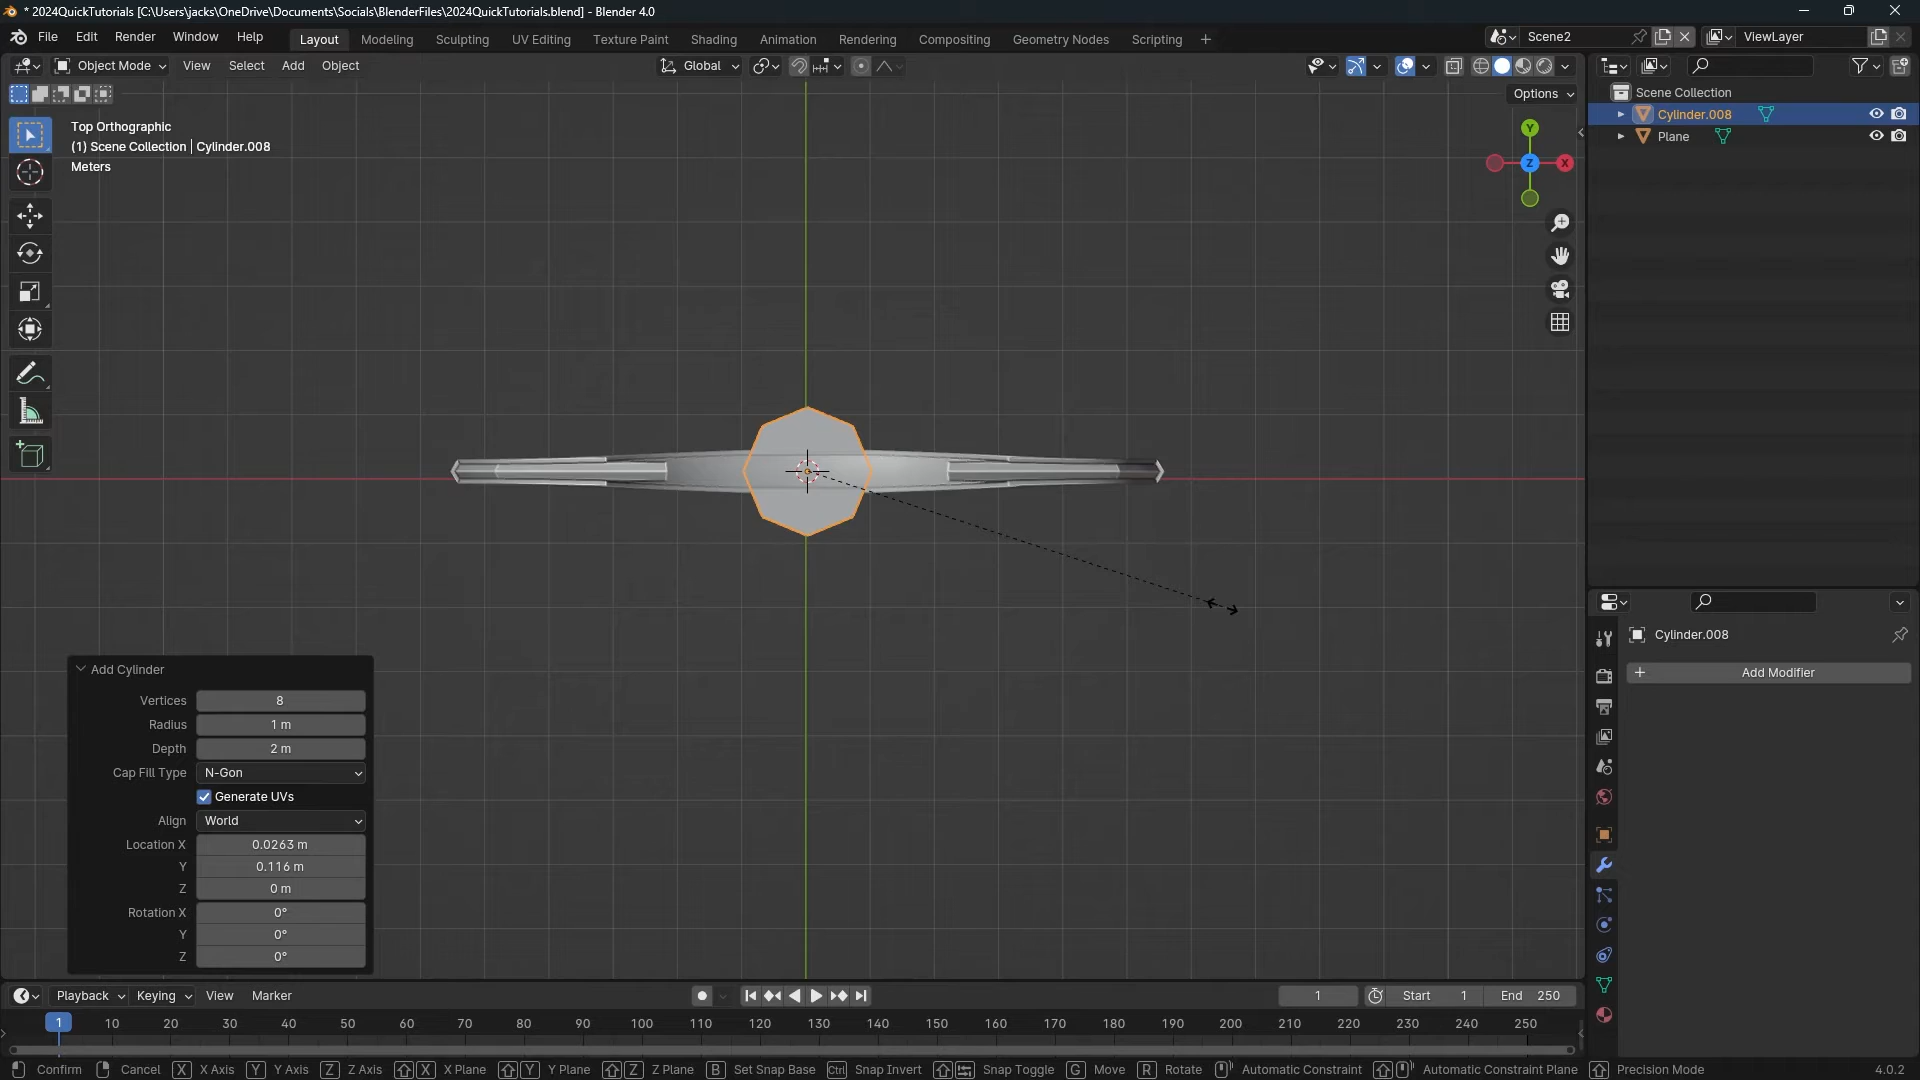 * 2024QuickTutorials [C:\Users\jacks\OneDrive\Documents\Socials\BlenderFiles\2024QuickTutorials.blend] - Blender 4.0
File Edit Render Window Help Layout Modeling Sculpting UV Editing Texture Paint Shading Animation Rendering Compositing Geometry Nodes Scripting + Scene2 ViewLayer
Object Mode View Select Add Object Global
Options
Top Orthographic
(1) Scene Collection | Cylinder.008
Meters
Y
Z X
Scene Collection
Cylinder.008
Plane
Cylinder.008
+ Add Modifier
Add Cylinder
Vertices 8
Radius 1 m
Depth 2 m
Cap Fill Type N-Gon
Generate UVs
Align World
Location X 0.0263 m
Y 0.116 m
Z 0 m
Rotation X 0°
Y 0°
Z 0°
Playback Keying View Marker 1 Start 1 End 250
1 10 20 30 40 50 60 70 80 90 100 110 120 130 140 150 160 170 180 190 200 210 220 230 240 250
Confirm Cancel X X Axis Y Y Axis Z Z Axis X X Plane Y Y Plane Z Z Plane B Set Snap Base Ctrl Snap Invert Snap Toggle G Move R Rotate Automatic Constraint Automatic Constraint Plane Precision Mode 4.0.2